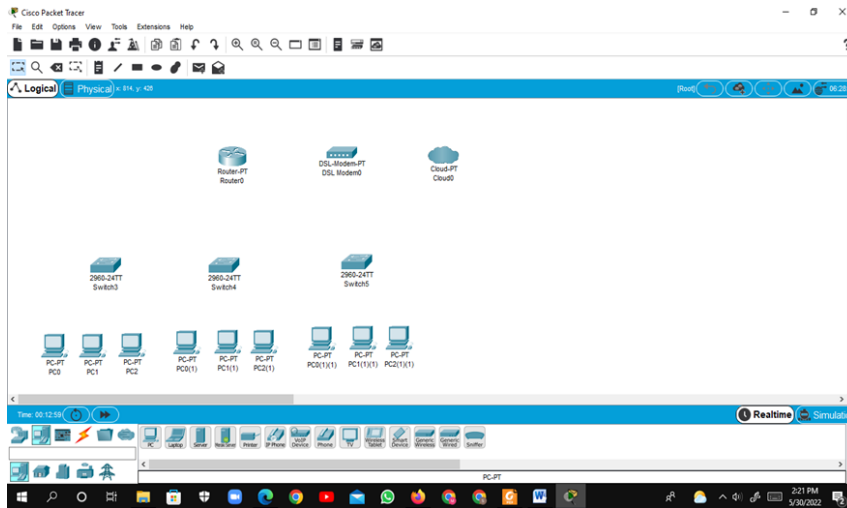 Cisco Packet Tracer
File Edit Options View Tools Extensions Help
Logical Physical x: 814, y: 426 [Root] 06:28
Router-PT
Router0
DSL-Modem-PT
DSL Modem0
Cloud-PT
Cloud0
2960-24TT
Switch3
2960-24TT
Switch4
2960-24TT
Switch5
PC-PT
PC0
PC-PT
PC1
PC-PT
PC2
PC-PT
PC0(1)
PC-PT
PC1(1)
PC-PT
PC2(1)
PC-PT
PC0(1)(1)
PC-PT
PC1(1)(1)
PC-PT
PC2(1)(1)
Time: 00:12:59 Realtime Simulati
PC Laptop Server Printer IP Phone VoIP Device Phone TV Wireless Tablet Smart Device Generic Wireless Generic Wired Sniffer
PC-PT
2:21 PM
5/30/2022
2